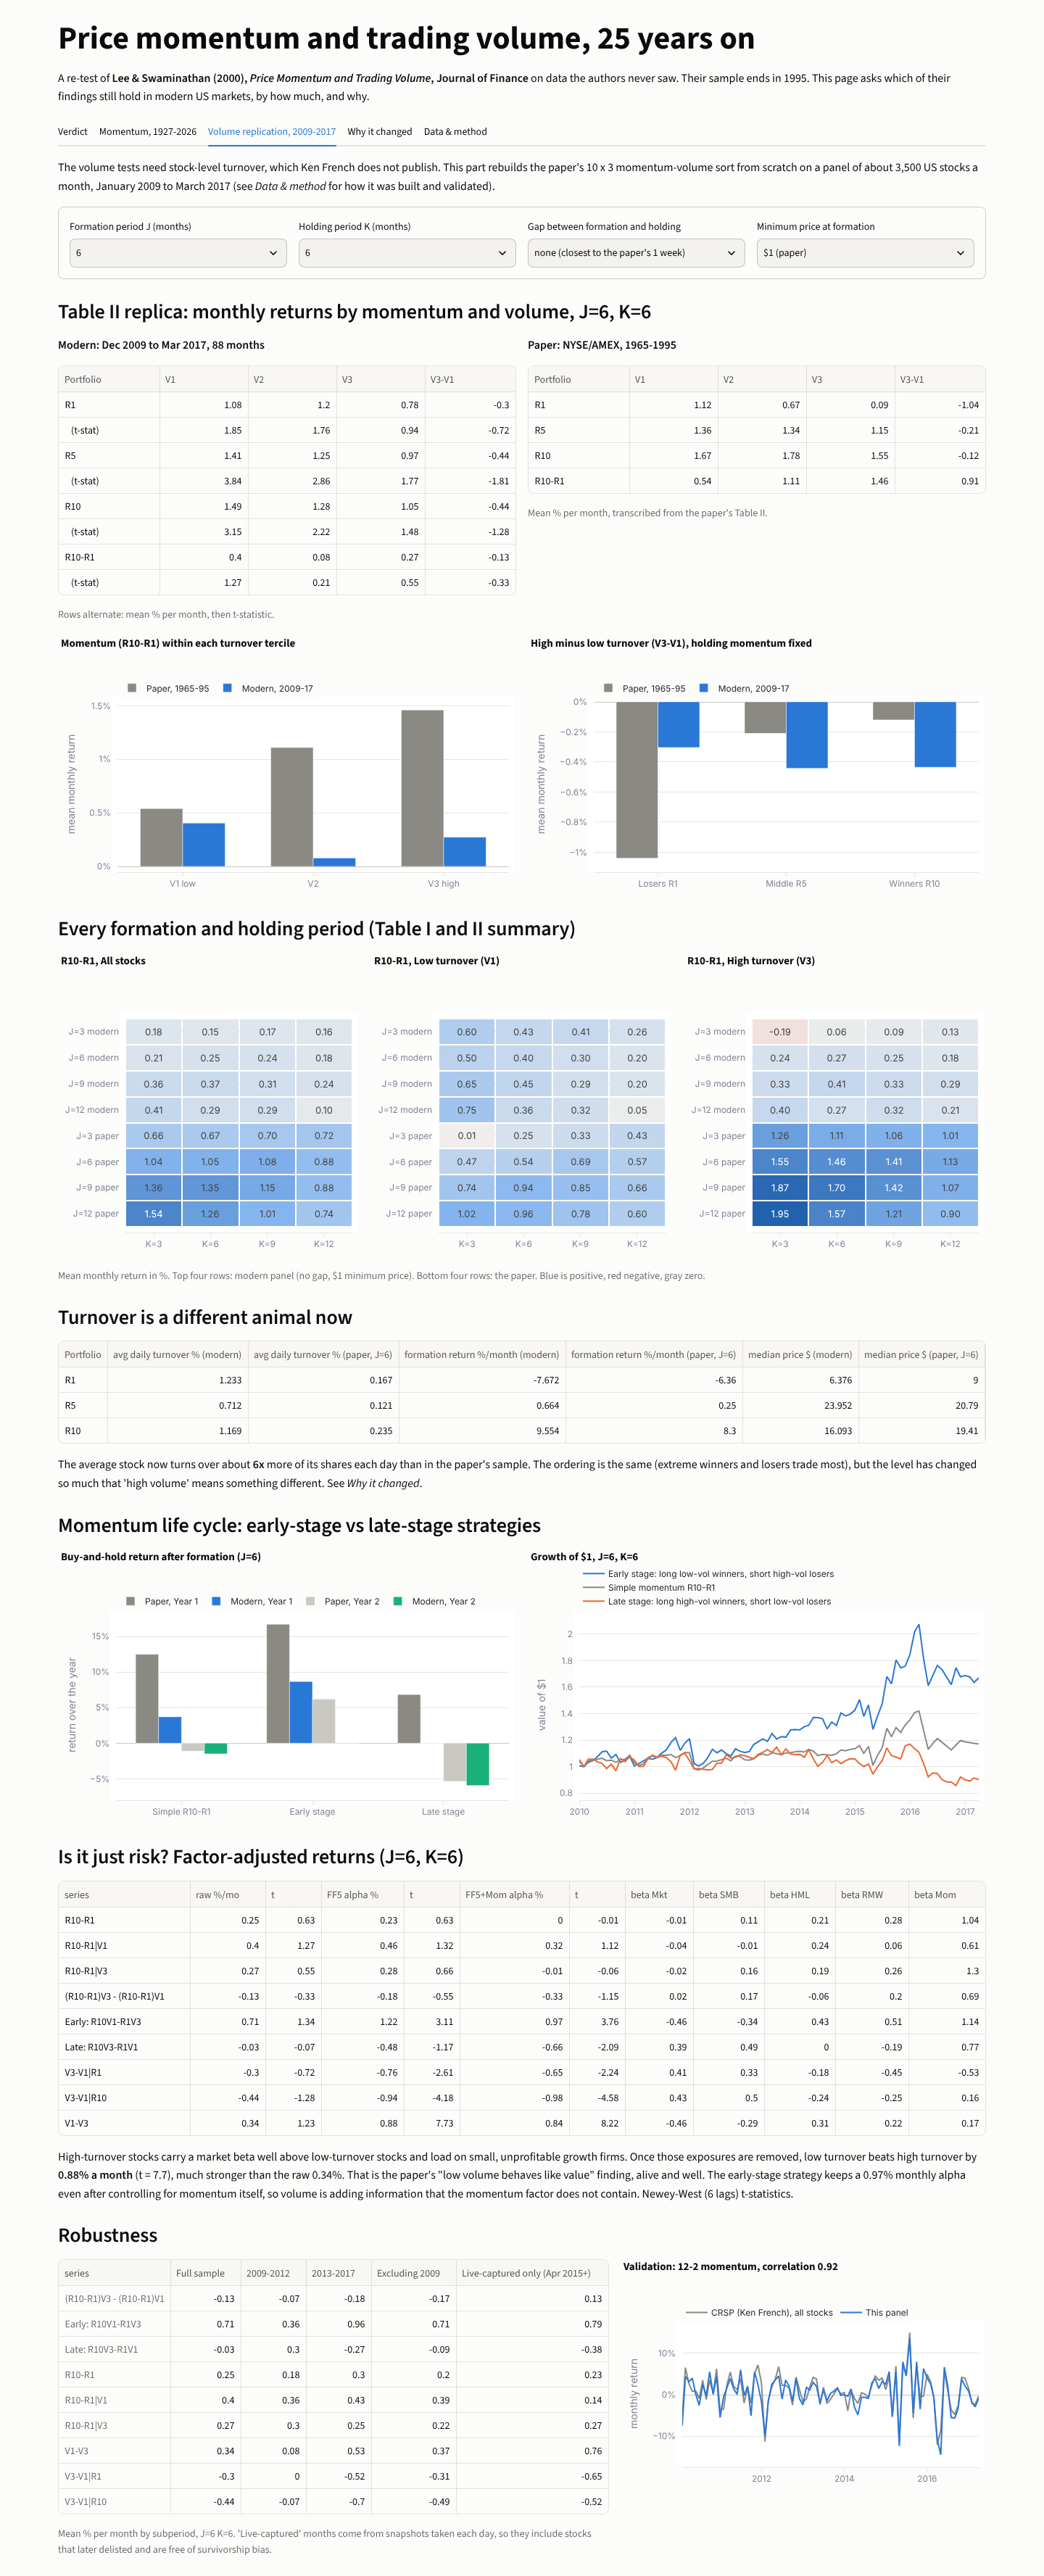 Price momentum and trading volume, 25 years on
A re-test of Lee & Swaminathan (2000), Price Momentum and Trading Volume, Journal of Finance on data the authors never saw. Their sample ends in 1995. This page asks which of their
findings still hold in modern US markets, by how much, and why.
Verdict Momentum, 1927-2026 Volume replication, 2009-2017 Why it changed Data & method
The volume tests need stock-level turnover, which Ken French does not publish. This part rebuilds the paper's 10 x 3 momentum-volume sort from scratch on a panel of about 3,500 US stocks a
month, January 2009 to March 2017 (see Data & method for how it was built and validated).
Formation period J (months) Holding period K (months) Gap between formation and holding Minimum price at formation
6 6 none (closest to the paper's 1 week) $1 (paper)
Table II replica: monthly returns by momentum and volume, J=6, K=6
Modern: Dec 2009 to Mar 2017, 88 months
Portfolio V1 V2 V3 V3-V1
R1 1.08 1.2 0.78 -0.3
(t-stat) 1.85 1.76 0.94 -0.72
R5 1.41 1.25 0.97 -0.44
(t-stat) 3.84 2.86 1.77 -1.81
R10 1.49 1.28 1.05 -0.44
(t-stat) 3.15 2.22 1.48 -1.28
R10-R1 0.4 0.08 0.27 -0.13
(t-stat) 1.27 0.21 0.55 -0.33
Rows alternate: mean % per month, then t-statistic.
Paper: NYSE/AMEX, 1965-1995
Portfolio V1 V2 V3 V3-V1
R1 1.12 0.67 0.09 -1.04
R5 1.36 1.34 1.15 -0.21
R10 1.67 1.78 1.55 -0.12
R10-R1 0.54 1.11 1.46 0.91
Mean % per month, transcribed from the paper's Table II.
Momentum (R10-R1) within each turnover tercile
Paper, 1965-95 Modern, 2009-17
mean monthly return
1.5%
1%
0.5%
0%
V1 low V2 V3 high
High minus low turnover (V3-V1), holding momentum fixed
Paper, 1965-95 Modern, 2009-17
mean monthly return
0%
−0.2%
−0.4%
−0.6%
−0.8%
−1%
Losers R1 Middle R5 Winners R10
Every formation and holding period (Table I and II summary)
R10-R1, All stocks
J=3 modern 0.18 0.15 0.17 0.16
J=6 modern 0.21 0.25 0.24 0.18
J=9 modern 0.36 0.37 0.31 0.24
J=12 modern 0.41 0.29 0.29 0.10
J=3 paper 0.66 0.67 0.70 0.72
J=6 paper 1.04 1.05 1.08 0.88
J=9 paper 1.36 1.35 1.15 0.88
J=12 paper 1.54 1.26 1.01 0.74
K=3 K=6 K=9 K=12
R10-R1, Low turnover (V1)
J=3 modern 0.60 0.43 0.41 0.26
J=6 modern 0.50 0.40 0.30 0.20
J=9 modern 0.65 0.45 0.29 0.20
J=12 modern 0.75 0.36 0.32 0.05
J=3 paper 0.01 0.25 0.33 0.43
J=6 paper 0.47 0.54 0.69 0.57
J=9 paper 0.74 0.94 0.85 0.66
J=12 paper 1.02 0.96 0.78 0.60
K=3 K=6 K=9 K=12
R10-R1, High turnover (V3)
J=3 modern -0.19 0.06 0.09 0.13
J=6 modern 0.24 0.27 0.25 0.18
J=9 modern 0.33 0.41 0.33 0.29
J=12 modern 0.40 0.27 0.32 0.21
J=3 paper 1.26 1.11 1.06 1.01
J=6 paper 1.55 1.46 1.41 1.13
J=9 paper 1.87 1.70 1.42 1.07
J=12 paper 1.95 1.57 1.21 0.90
K=3 K=6 K=9 K=12
Mean monthly return in %. Top four rows: modern panel (no gap, $1 minimum price). Bottom four rows: the paper. Blue is positive, red negative, gray zero.
Turnover is a different animal now
Portfolio avg daily turnover % (modern) avg daily turnover % (paper, J=6) formation return %/month (modern) formation return %/month (paper, J=6) median price $ (modern) median price $ (paper, J=6)
R1 1.233 0.167 -7.672 -6.36 6.376 9
R5 0.712 0.121 0.664 0.25 23.952 20.79
R10 1.169 0.235 9.554 8.3 16.093 19.41
The average stock now turns over about 6x more of its shares each day than in the paper's sample. The ordering is the same (extreme winners and losers trade most), but the level has changed
so much that 'high volume' means something different. See Why it changed.
Momentum life cycle: early-stage vs late-stage strategies
Buy-and-hold return after formation (J=6)
Paper, Year 1 Modern, Year 1 Paper, Year 2 Modern, Year 2
return over the year
15%
10%
5%
0%
−5%
Simple R10-R1 Early stage Late stage
Growth of $1, J=6, K=6
Early stage: long low-vol winners, short high-vol losers
Simple momentum R10-R1
Late stage: long high-vol winners, short low-vol losers
value of $1
2
1.8
1.6
1.4
1.2
1
0.8
2010 2011 2012 2013 2014 2015 2016 2017
Is it just risk? Factor-adjusted returns (J=6, K=6)
series raw %/mo t FF5 alpha % t FF5+Mom alpha % t beta Mkt beta SMB beta HML beta RMW beta Mom
R10-R1 0.25 0.63 0.23 0.63 0 -0.01 -0.01 0.11 0.21 0.28 1.04
R10-R1|V1 0.4 1.27 0.46 1.32 0.32 1.12 -0.04 -0.01 0.24 0.06 0.61
R10-R1|V3 0.27 0.55 0.28 0.66 -0.01 -0.06 -0.02 0.16 0.19 0.26 1.3
(R10-R1)V3 - (R10-R1)V1 -0.13 -0.33 -0.18 -0.55 -0.33 -1.15 0.02 0.17 -0.06 0.2 0.69
Early: R10V1-R1V3 0.71 1.34 1.22 3.11 0.97 3.76 -0.46 -0.34 0.43 0.51 1.14
Late: R10V3-R1V1 -0.03 -0.07 -0.48 -1.17 -0.66 -2.09 0.39 0.49 0 -0.19 0.77
V3-V1|R1 -0.3 -0.72 -0.76 -2.61 -0.65 -2.24 0.41 0.33 -0.18 -0.45 -0.53
V3-V1|R10 -0.44 -1.28 -0.94 -4.18 -0.98 -4.58 0.43 0.5 -0.24 -0.25 0.16
V1-V3 0.34 1.23 0.88 7.73 0.84 8.22 -0.46 -0.29 0.31 0.22 0.17
High-turnover stocks carry a market beta well above low-turnover stocks and load on small, unprofitable growth firms. Once those exposures are removed, low turnover beats high turnover by
0.88% a month (t = 7.7), much stronger than the raw 0.34%. That is the paper's "low volume behaves like value" finding, alive and well. The early-stage strategy keeps a 0.97% monthly alpha
even after controlling for momentum itself, so volume is adding information that the momentum factor does not contain. Newey-West (6 lags) t-statistics.
Robustness
series Full sample 2009-2012 2013-2017 Excluding 2009 Live-captured only (Apr 2015+)
(R10-R1)V3 - (R10-R1)V1 -0.13 -0.07 -0.18 -0.17 0.13
Early: R10V1-R1V3 0.71 0.36 0.96 0.71 0.79
Late: R10V3-R1V1 -0.03 0.3 -0.27 -0.09 -0.38
R10-R1 0.25 0.18 0.3 0.2 0.23
R10-R1|V1 0.4 0.36 0.43 0.39 0.14
R10-R1|V3 0.27 0.3 0.25 0.22 0.27
V1-V3 0.34 0.08 0.53 0.37 0.76
V3-V1|R1 -0.3 0 -0.52 -0.31 -0.65
V3-V1|R10 -0.44 -0.07 -0.7 -0.49 -0.52
Mean % per month by subperiod, J=6 K=6. 'Live-captured' months come from snapshots taken each day, so they include stocks
that later delisted and are free of survivorship bias.
Validation: 12-2 momentum, correlation 0.92
CRSP (Ken French), all stocks This panel
monthly return
10%
0%
−10%
2012 2014 2016